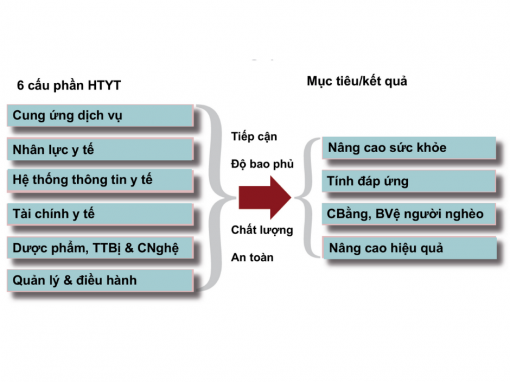 6 cấu phần HTYT
Cung ứng dịch vụ
Nhân lực y tế
Hệ thống thông tin y tế
Tài chính y tế
Dược phẩm, TTBị & CNghệ
Quản lý & điều hành
Tiếp cận
Độ bao phủ
Chất lượng
An toàn
Mục tiêu/kết quả
Nâng cao sức khỏe
Tính đáp ứng
CBằng, BVệ người nghèo
Nâng cao hiệu quả